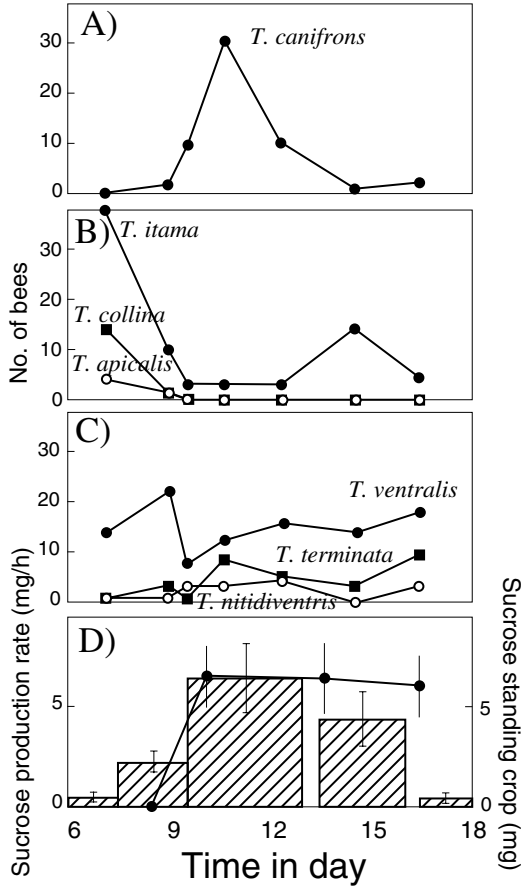 A)
T. canifrons
30
20
10
0
B)
T. itama
30
20
10
0
T. collina
T. apicalis
No. of bees
C)
30
20
10
0
T. ventralis
T. terminata
T. nitidiventris
D)
5
0
5
0
Sucrose production rate (mg/h)
Sucrose standing crop (mg)
6 9 12 15 18
Time in day